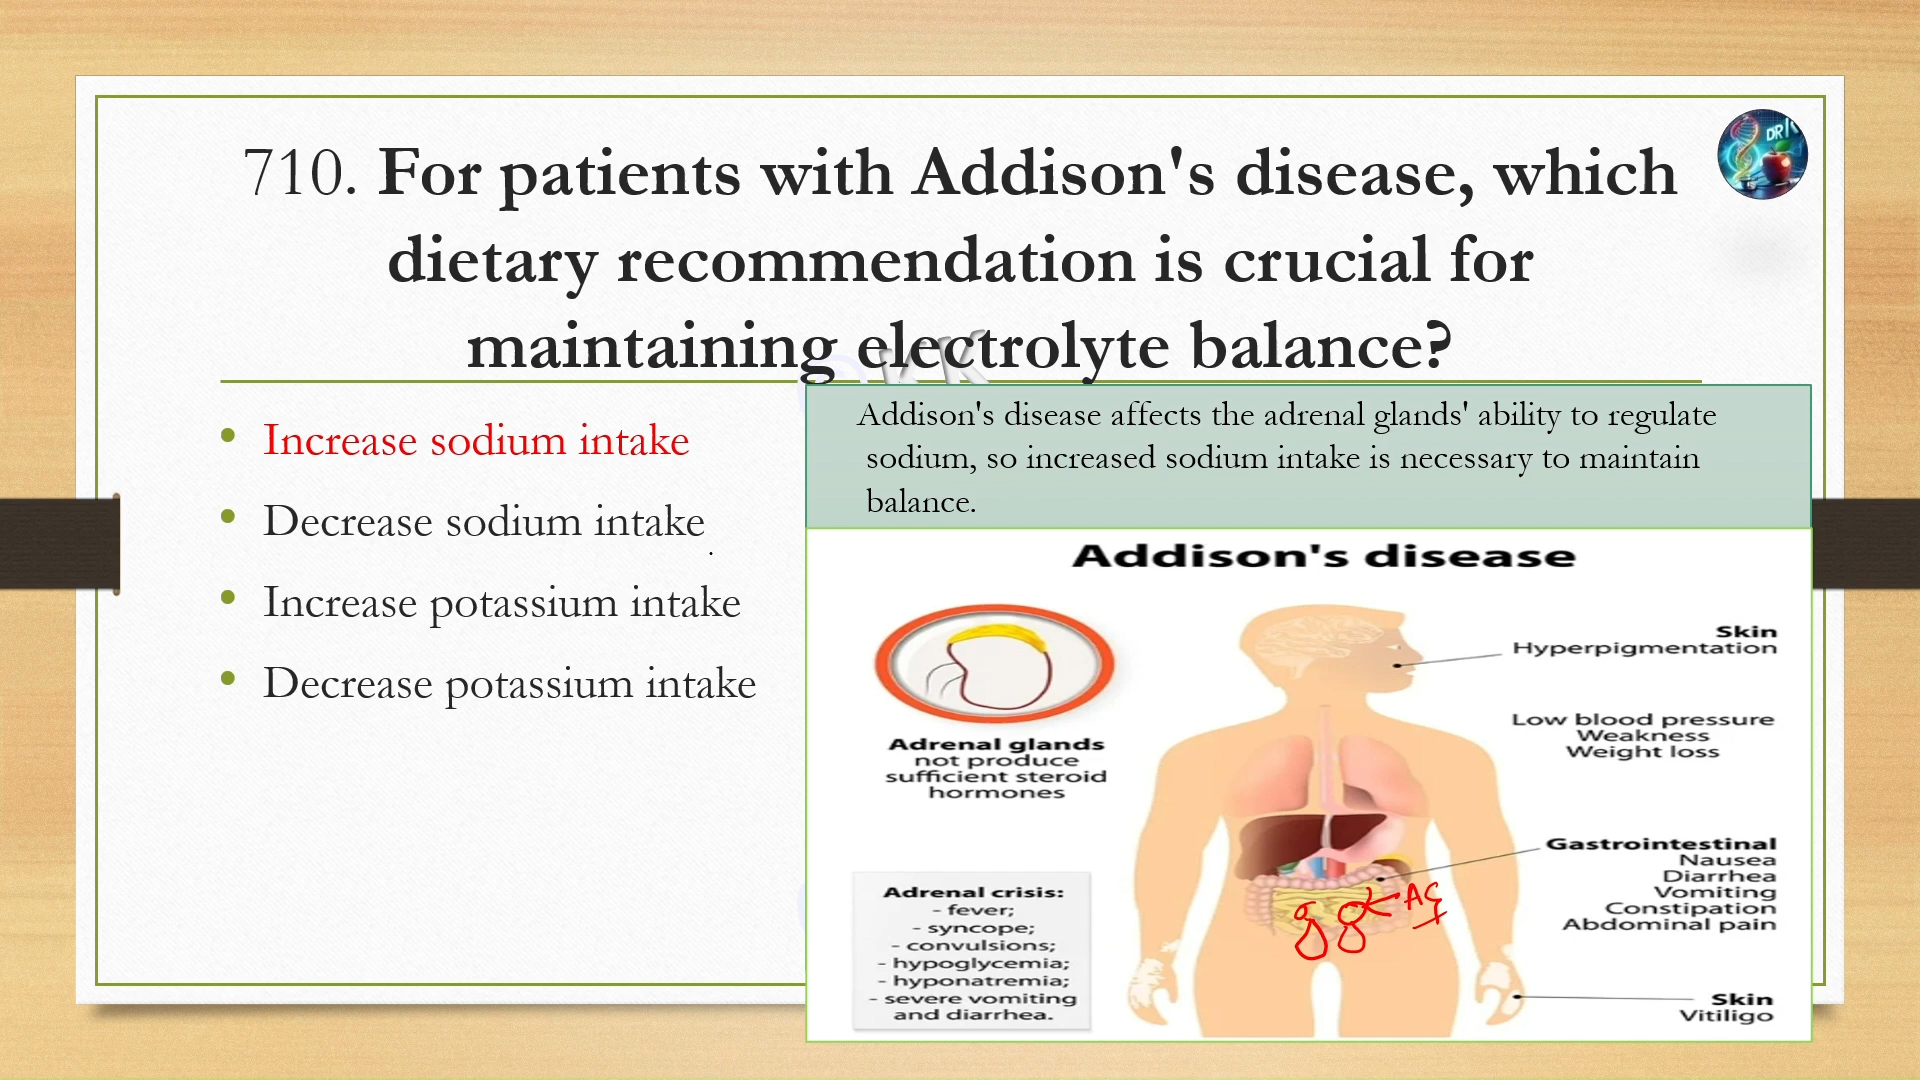 710. For patients with Addison's disease, which
dietary recommendation is crucial for
maintaining electrolyte balance?
KK
DR
• Increase sodium intake
• Decrease sodium intake
• Increase potassium intake
• Decrease potassium intake
Addison's disease affects the adrenal glands' ability to regulate
sodium, so increased sodium intake is necessary to maintain
balance.
Addison's disease
Adrenal glands
not produce
sufficient steroid
hormones
Adrenal crisis:
- fever;
- syncope;
- convulsions;
- hypoglycemia;
- hyponatremia;
- severe vomiting
and diarrhea.
Skin
Hyperpigmentation
Low blood pressure
Weakness
Weight loss
Gastrointestinal
Nausea
Diarrhea
Vomiting
Constipation
Abdominal pain
AG
Skin
Vitiligo